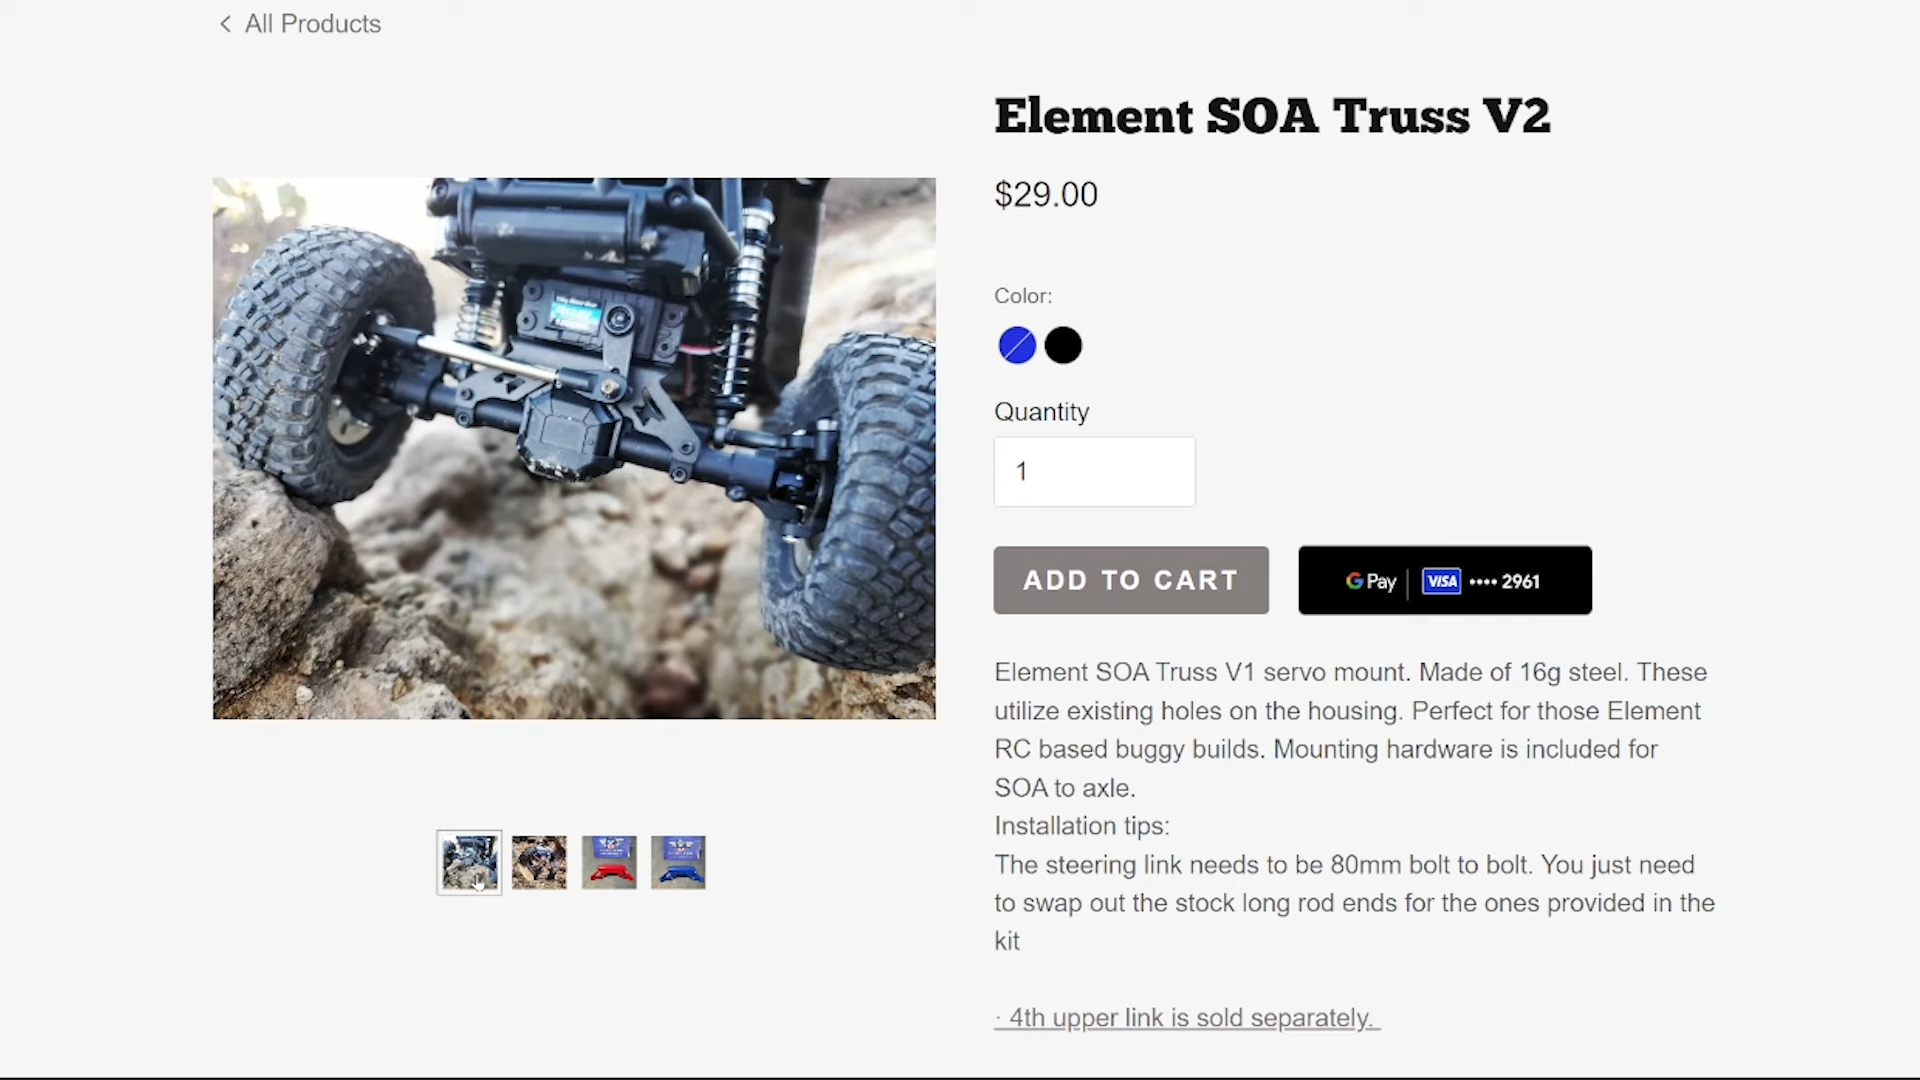 All Products
Element SOA Truss V2
$29.00
Color:
Quantity
1
ADD TO CART
G Pay | VISA •••• 2961
Element SOA Truss V1 servo mount. Made of 16g steel. These
utilize existing holes on the housing. Perfect for those Element
RC based buggy builds. Mounting hardware is included for
SOA to axle.
Installation tips:
The steering link needs to be 80mm bolt to bolt. You just need
to swap out the stock long rod ends for the ones provided in the
kit
· 4th upper link is sold separately.